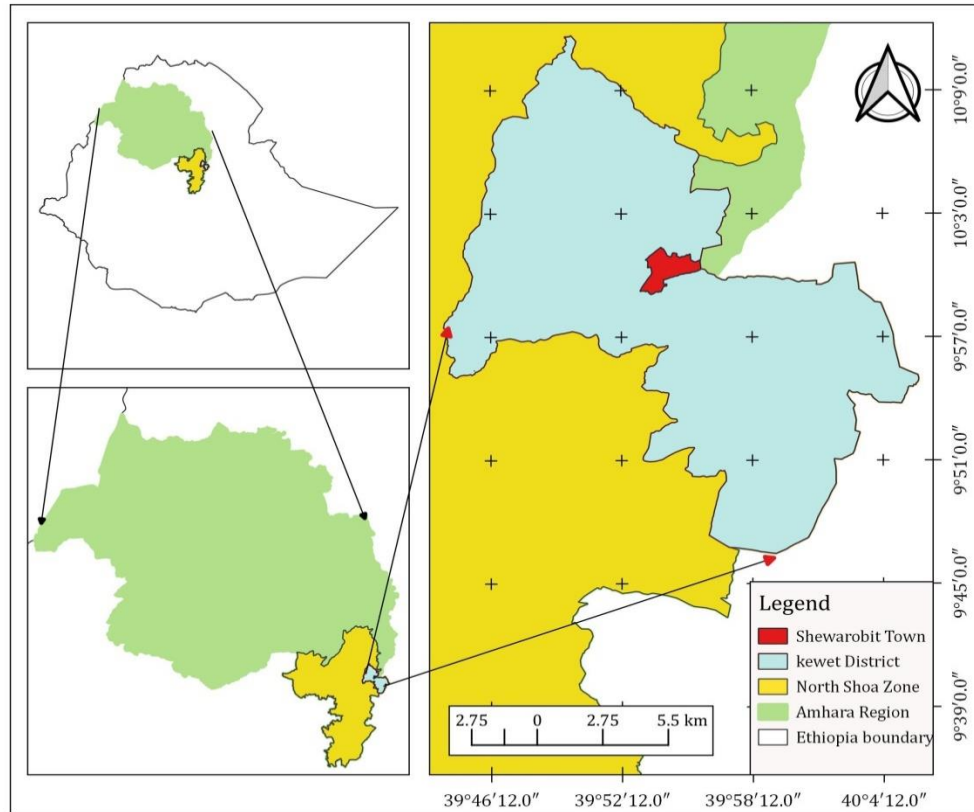 10°9'0.0"
10°3'0.0"
9°57'0.0"
9°51'0.0"
9°45'0.0"
9°39'0.0"
Legend
Shewarobit Town
kewet District
North Shoa Zone
Amhara Region
Ethiopia boundary
2.75 0 2.75 5.5 km
39°46'12.0" 39°52'12.0" 39°58'12.0" 40°4'12.0"